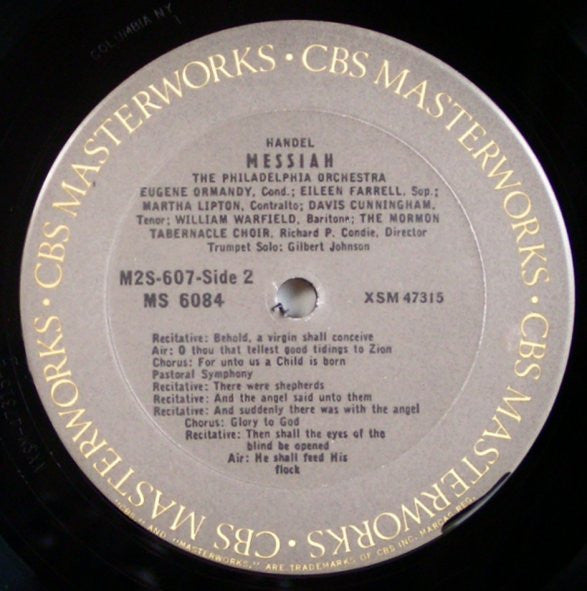 COLUMBIA NY
1
CBS MASTERWORKS · CBS MASTERWORKS · CBS MASTERWORKS · CBS MASTERWORKS ·
HANDEL
MESSIAH
THE PHILADELPHIA ORCHESTRA
EUGENE ORMANDY, Cond.; EILEEN FARRELL, Sop.;
MARTHA LIPTON, Contralto; DAVIS CUNNINGHAM,
Tenor; WILLIAM WARFIELD, Baritone; THE MORMON
TABERNACLE CHOIR, Richard P. Condie, Director
Trumpet Solo: Gilbert Johnson
M2S-607-Side 2
MS 6084
XSM 47315
Recitative: Behold, a virgin shall conceive
Air: O thou that tellest good tidings to Zion
Chorus: For unto us a Child is born
Pastoral Symphony
Recitative: There were shepherds
Recitative: And the angel said unto them
Recitative: And suddenly there was with the angel
Chorus: Glory to God
Recitative: Then shall the eyes of the
blind be opened
Air: He shall feed His
flock
"CBS" AND "MASTERWORKS," ARE TRADEMARKS OF CBS INC. MARCAS REG.